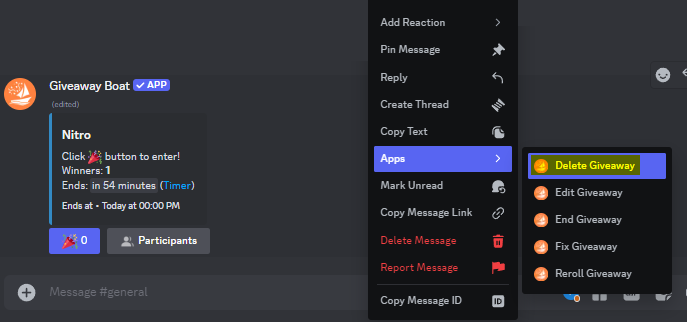 Add Reaction
Pin Message
Reply
Create Thread
Copy Text
Apps
Mark Unread
Copy Message Link
Delete Message
Report Message
Copy Message ID
ID
Giveaway Boat ✓ APP
(edited)
Nitro
Click 🎉 button to enter!
Winners: 1
Ends: in 54 minutes (Timer)
Ends at • Today at 00:00 PM
🎉 0
Participants
Message #general
Delete Giveaway
Edit Giveaway
End Giveaway
Fix Giveaway
Reroll Giveaway